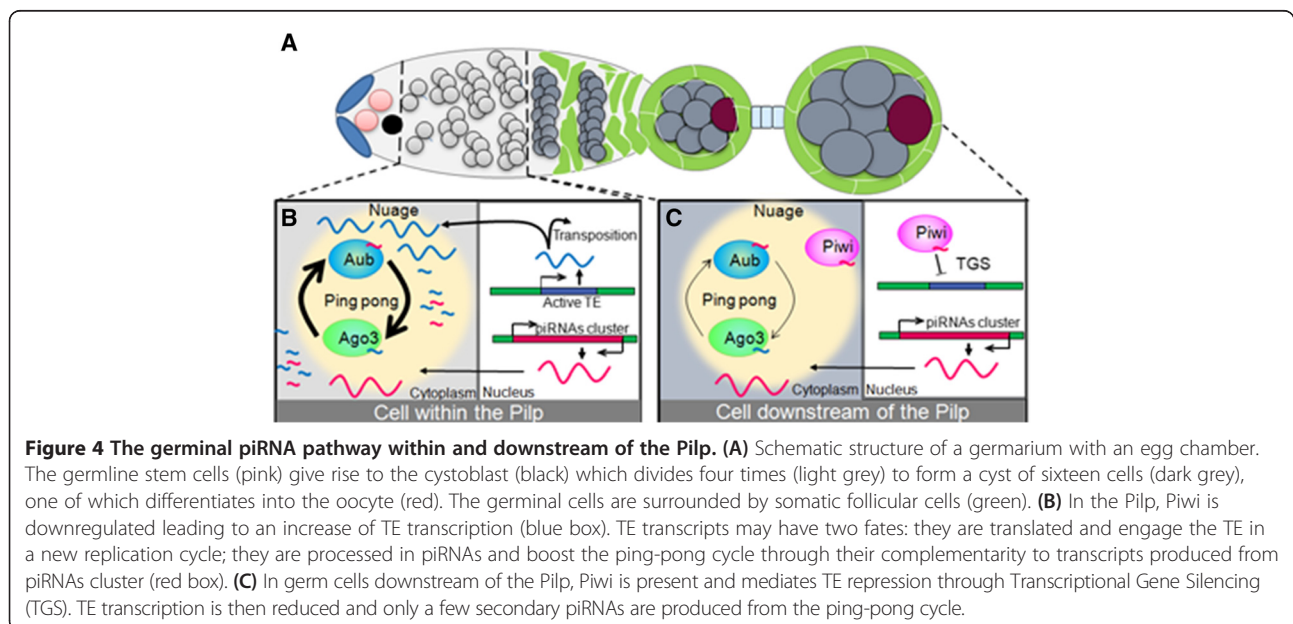 A
B
Nuage
Aub
Ping pong
Ago3
Transposition
Active TE
piRNAs cluster
Cytoplasm Nucleus
Cell within the Pilp
C
Nuage
Piwi
Aub
Ping pong
Ago3
Piwi
TGS
piRNAs cluster
Cytoplasm Nucleus
Cell downstream of the Pilp
Figure 4 The germinal piRNA pathway within and downstream of the Pilp. (A) Schematic structure of a germarium with an egg chamber.
The germline stem cells (pink) give rise to the cystoblast (black) which divides four times (light grey) to form a cyst of sixteen cells (dark grey),
one of which differentiates into the oocyte (red). The germinal cells are surrounded by somatic follicular cells (green). (B) In the Pilp, Piwi is
downregulated leading to an increase of TE transcription (blue box). TE transcripts may have two fates: they are translated and engage the TE in
a new replication cycle; they are processed in piRNAs and boost the ping-pong cycle through their complementarity to transcripts produced from
piRNAs cluster (red box). (C) In germ cells downstream of the Pilp, Piwi is present and mediates TE repression through Transcriptional Gene Silencing
(TGS). TE transcription is then reduced and only a few secondary piRNAs are produced from the ping-pong cycle.